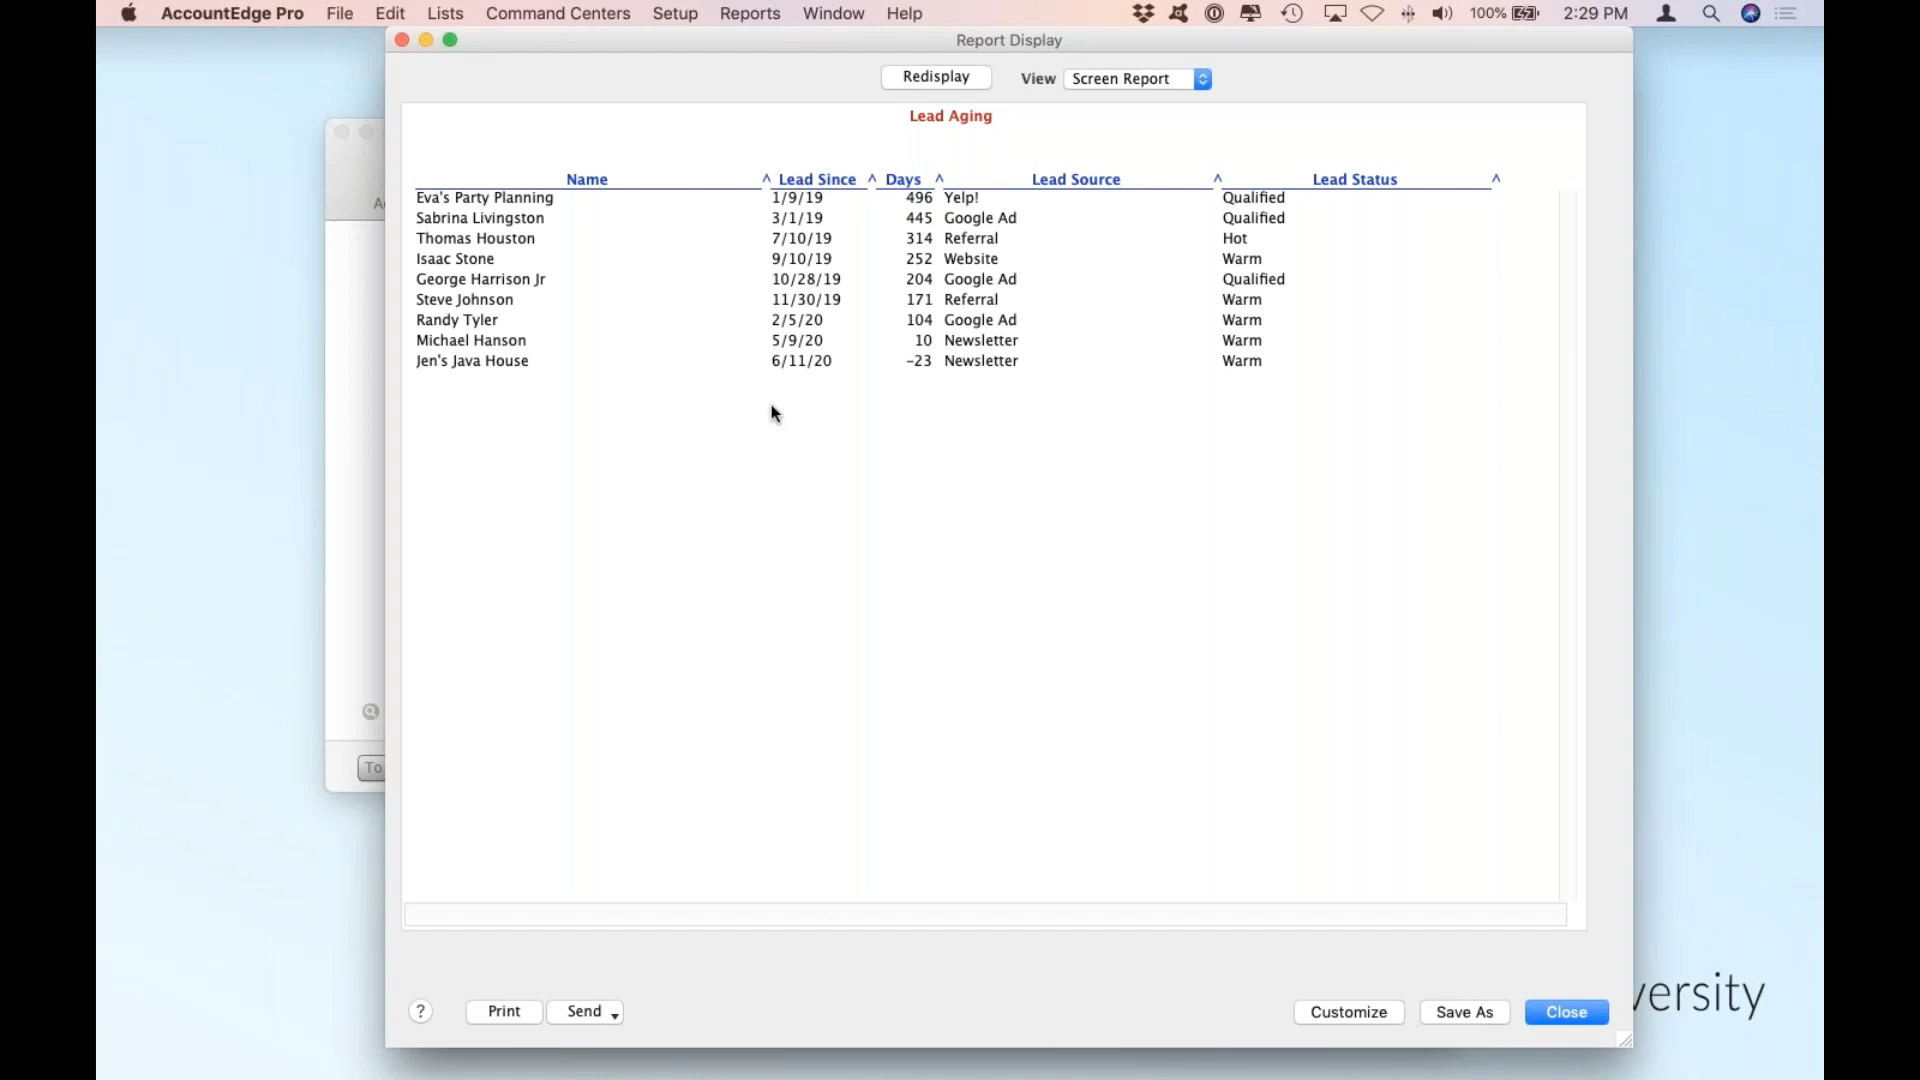 AccountEdge Pro File Edit Lists Command Centers Setup Reports Window Help 100% 2:29 PM
Report Display
Redisplay View Screen Report
Lead Aging
Name ^ Lead Since ^ Days ^ Lead Source ^ Lead Status ^
Eva's Party Planning 1/9/19 496 Yelp! Qualified
Sabrina Livingston 3/1/19 445 Google Ad Qualified
Thomas Houston 7/10/19 314 Referral Hot
Isaac Stone 9/10/19 252 Website Warm
George Harrison Jr 10/28/19 204 Google Ad Qualified
Steve Johnson 11/30/19 171 Referral Warm
Randy Tyler 2/5/20 104 Google Ad Warm
Michael Hanson 5/9/20 10 Newsletter Warm
Jen's Java House 6/11/20 -23 Newsletter Warm
To
versity
? Print Send Customize Save As Close